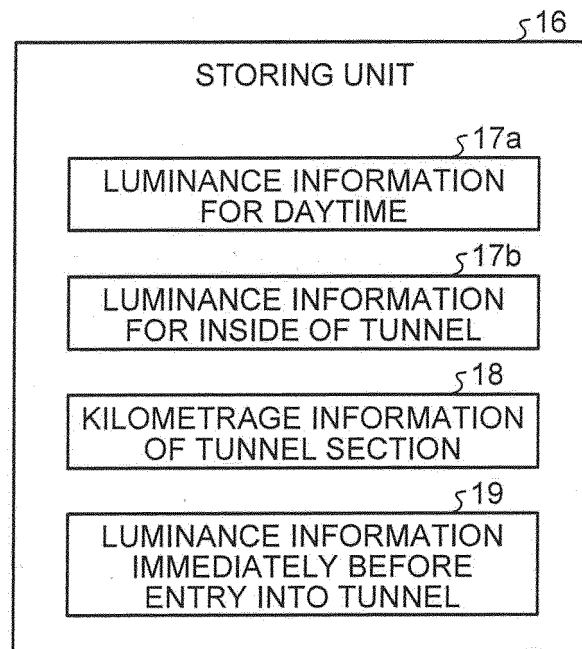 16
STORING UNIT
17a
LUMINANCE INFORMATION
FOR DAYTIME
17b
LUMINANCE INFORMATION
FOR INSIDE OF TUNNEL
18
KILOMETRAGE INFORMATION
OF TUNNEL SECTION
19
LUMINANCE INFORMATION
IMMEDIATELY BEFORE
ENTRY INTO TUNNEL